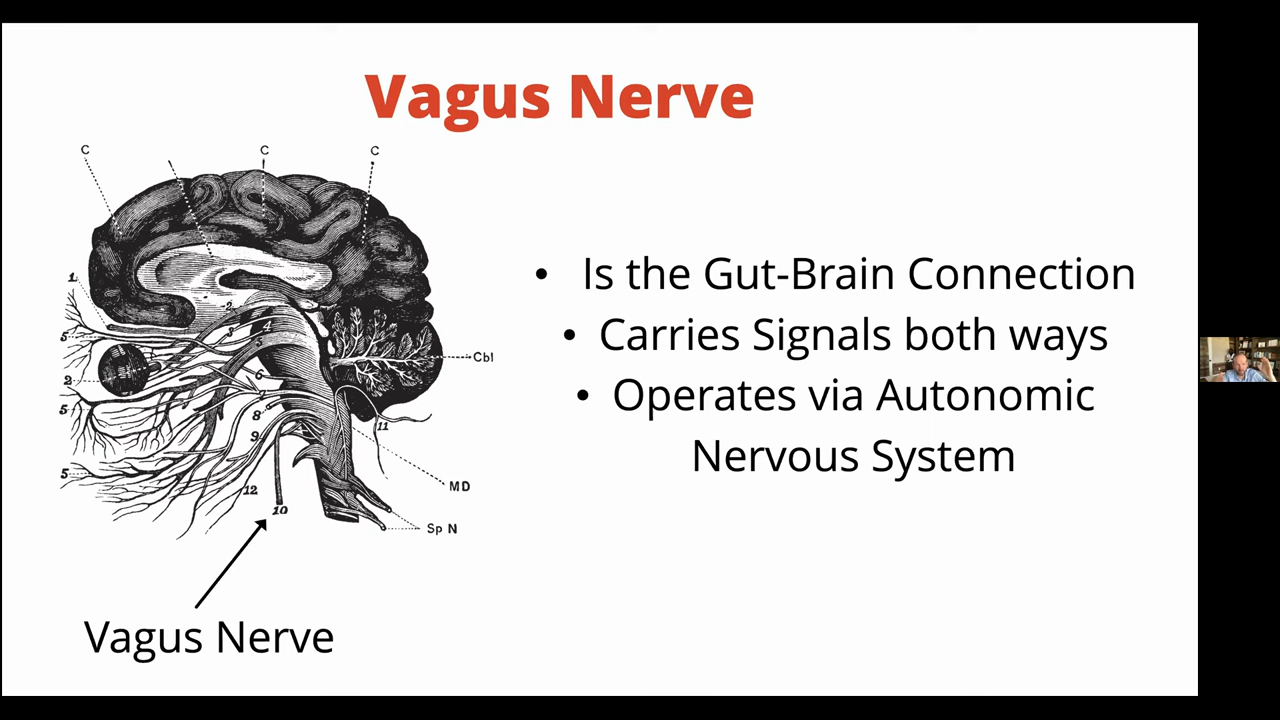 Vagus Nerve
C
C
C
1
5
2
5
5
2
3
4
5
6
7
8
9
12
10
11
Cbl
MD
Sp N
Vagus Nerve
• Is the Gut-Brain Connection
• Carries Signals both ways
• Operates via Autonomic
Nervous System